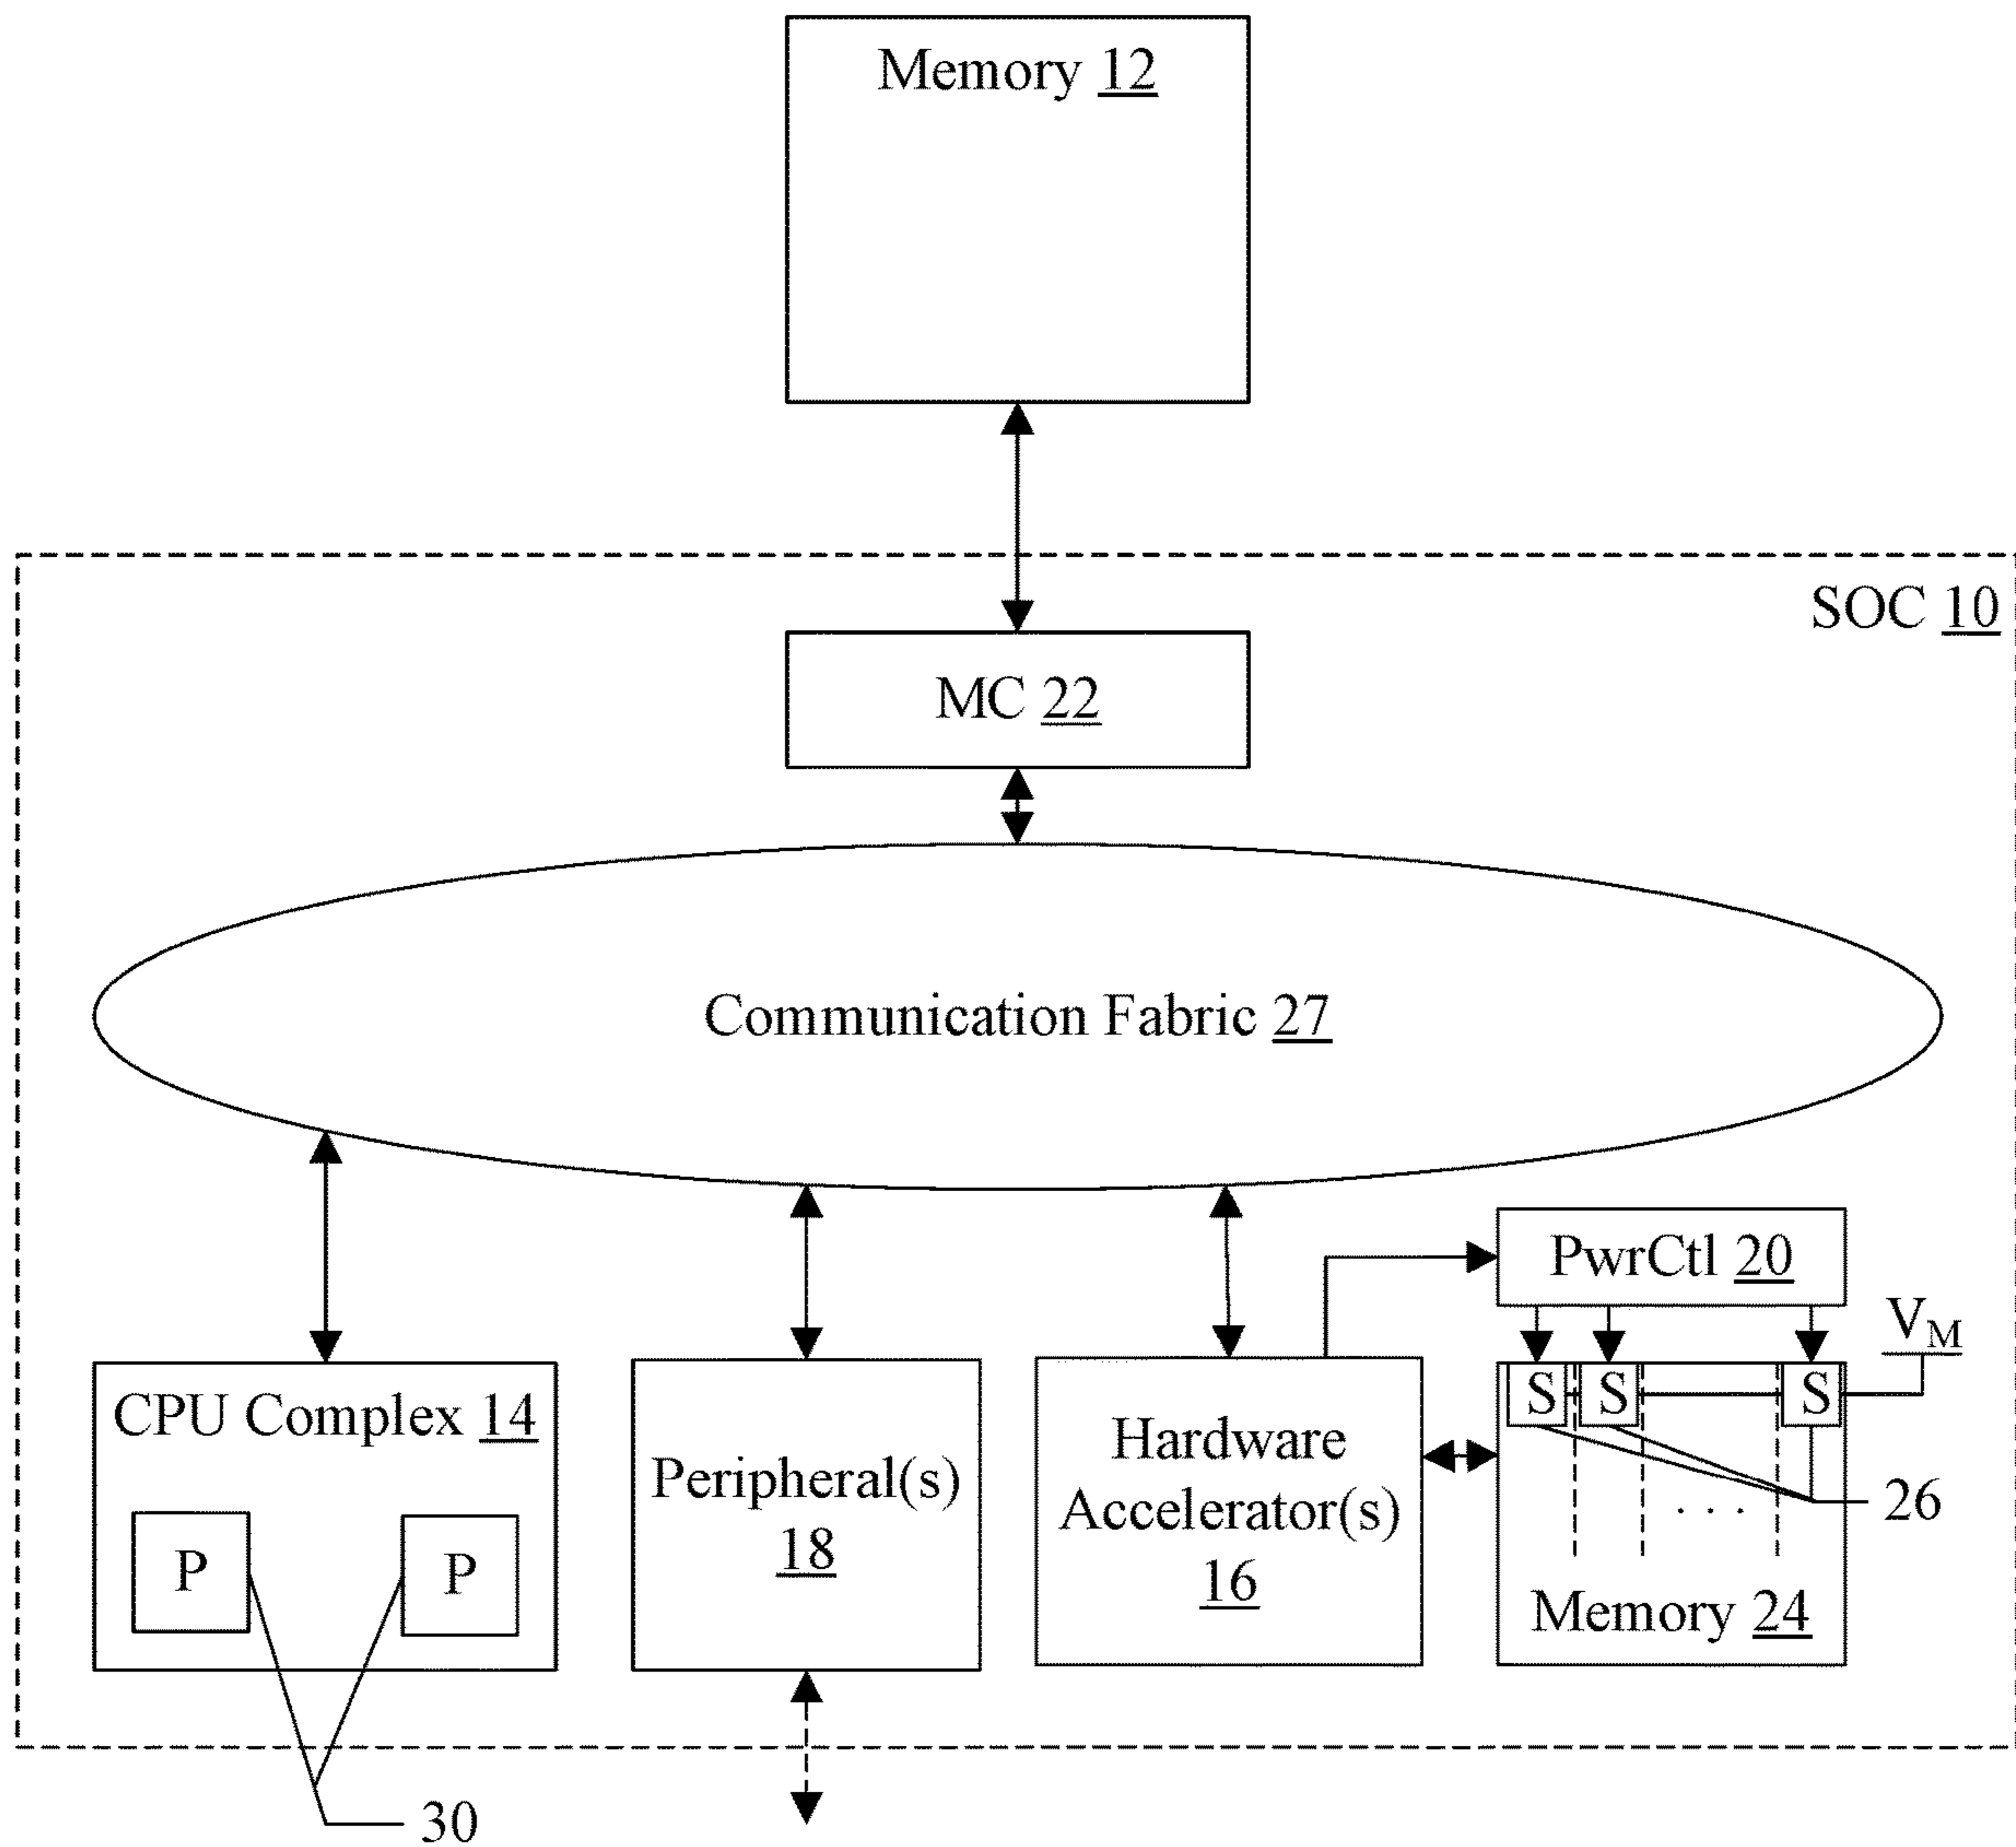 Memory 12
SOC 10
MC 22
Communication Fabric 27
PwrCtl 20
VM
CPU Complex 14
P
P
30
Peripheral(s)
18
Hardware
Accelerator(s)
16
S
S
S
. . .
26
Memory 24